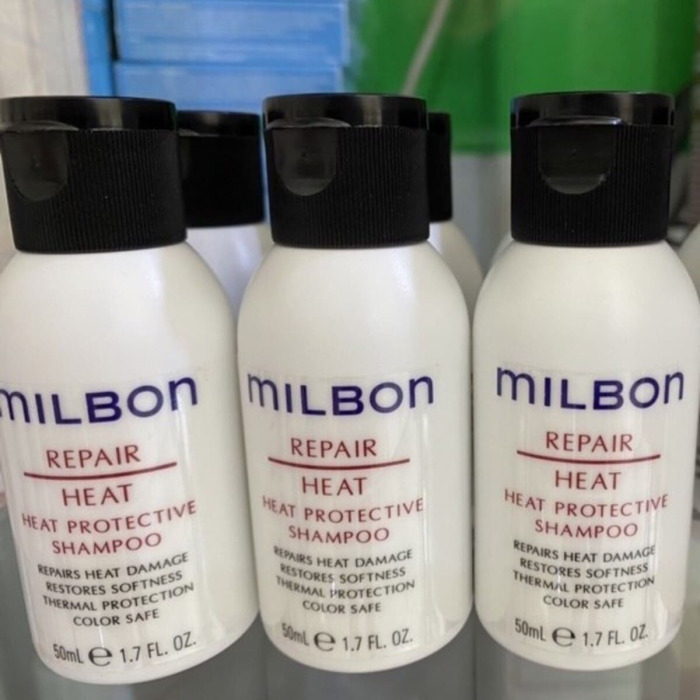 mILBON
REPAIR
HEAT
HEAT PROTECTIVE
SHAMPOO
REPAIRS HEAT DAMAGE
RESTORES SOFTNESS
THERMAL PROTECTION
COLOR SAFE
50mL ℮ 1.7 FL. OZ.
mILBON
REPAIR
HEAT
HEAT PROTECTIVE
SHAMPOO
REPAIRS HEAT DAMAGE
RESTORES SOFTNESS
THERMAL PROTECTION
COLOR SAFE
50mL ℮ 1.7 FL. OZ.
mILBON
REPAIR
HEAT
HEAT PROTECTIVE
SHAMPOO
REPAIRS HEAT DAMAGE
RESTORES SOFTNESS
THERMAL PROTECTION
COLOR SAFE
50mL ℮ 1.7 FL. OZ.